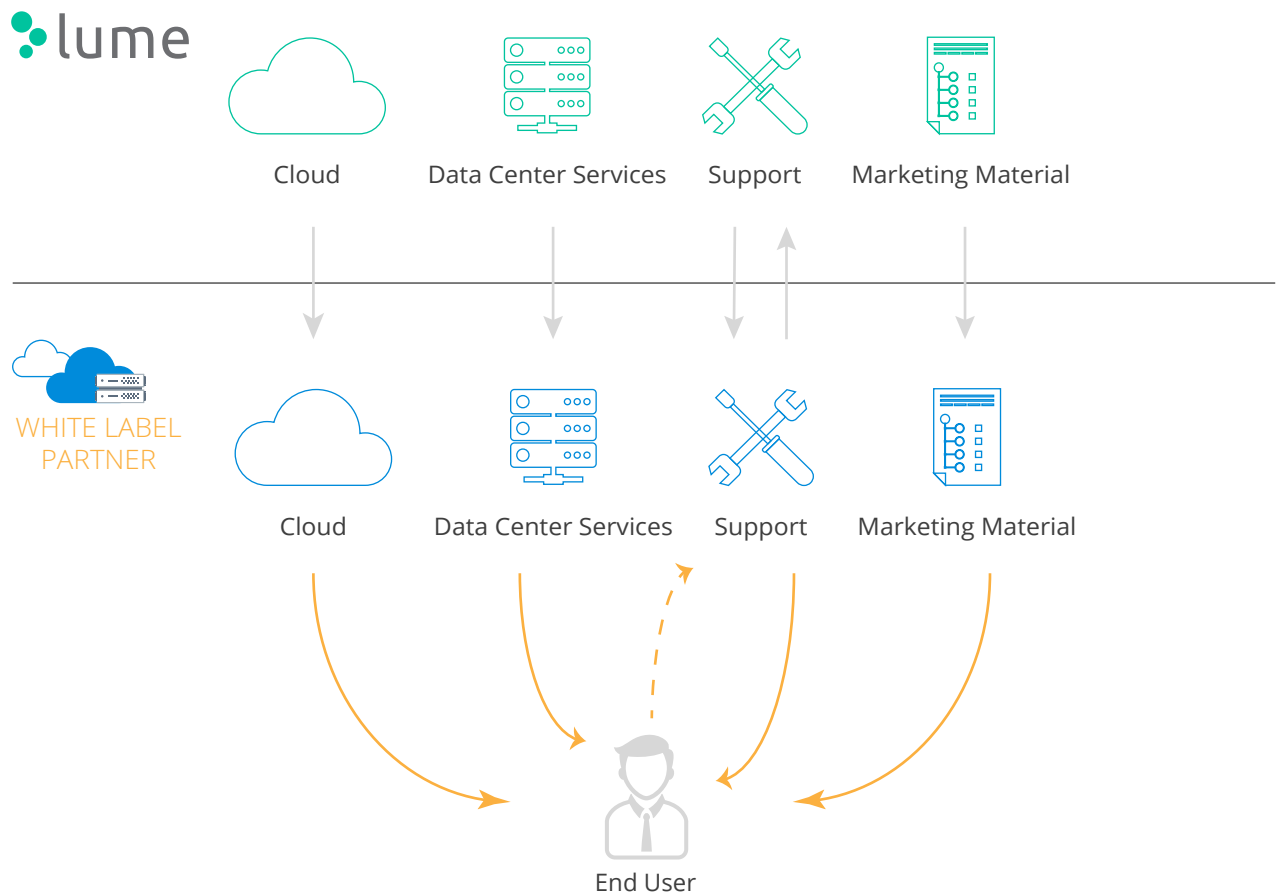 lume
Cloud
Data Center Services
Support
Marketing Material
WHITE LABEL
PARTNER
Cloud
Data Center Services
Support
Marketing Material
End User